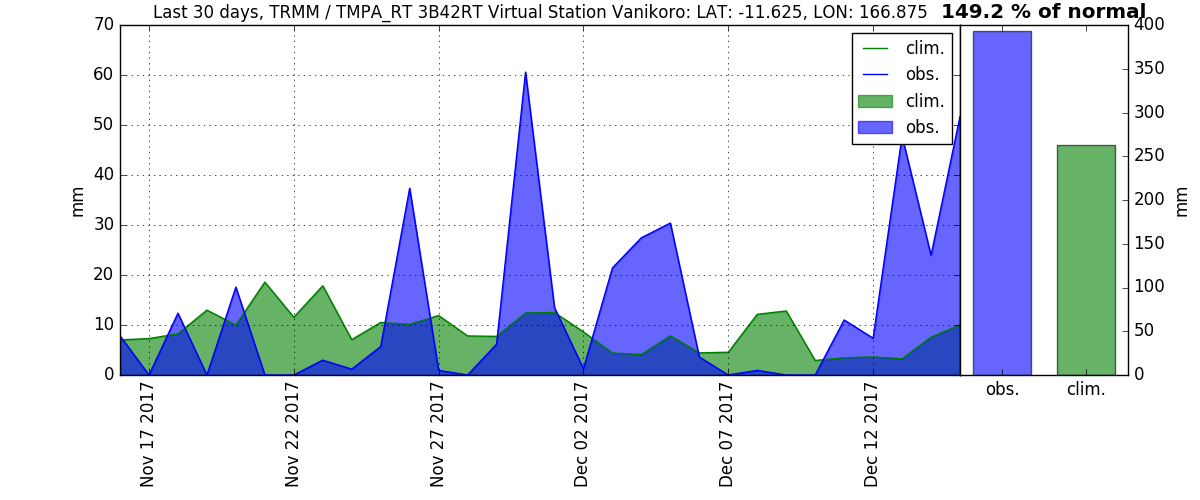 Last 30 days, TRMM / TMPA_RT 3B42RT Virtual Station Vanikoro: LAT: -11.625, LON: 166.875 149.2 % of normal
70
60
50
40
30
20
10
0
mm
clim.
obs.
clim.
obs.
400
350
300
250
200
150
100
50
0
mm
obs.
clim.
Nov 17 2017
Nov 22 2017
Nov 27 2017
Dec 02 2017
Dec 07 2017
Dec 12 2017